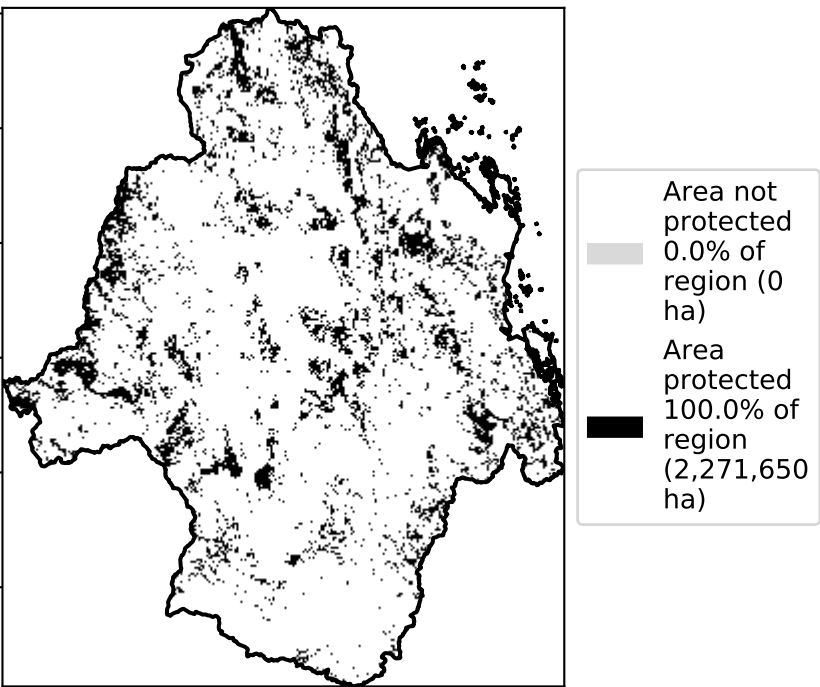 Area not
protected
0.0% of
region (0
ha)
Area
protected
100.0% of
region
(2,271,650
ha)